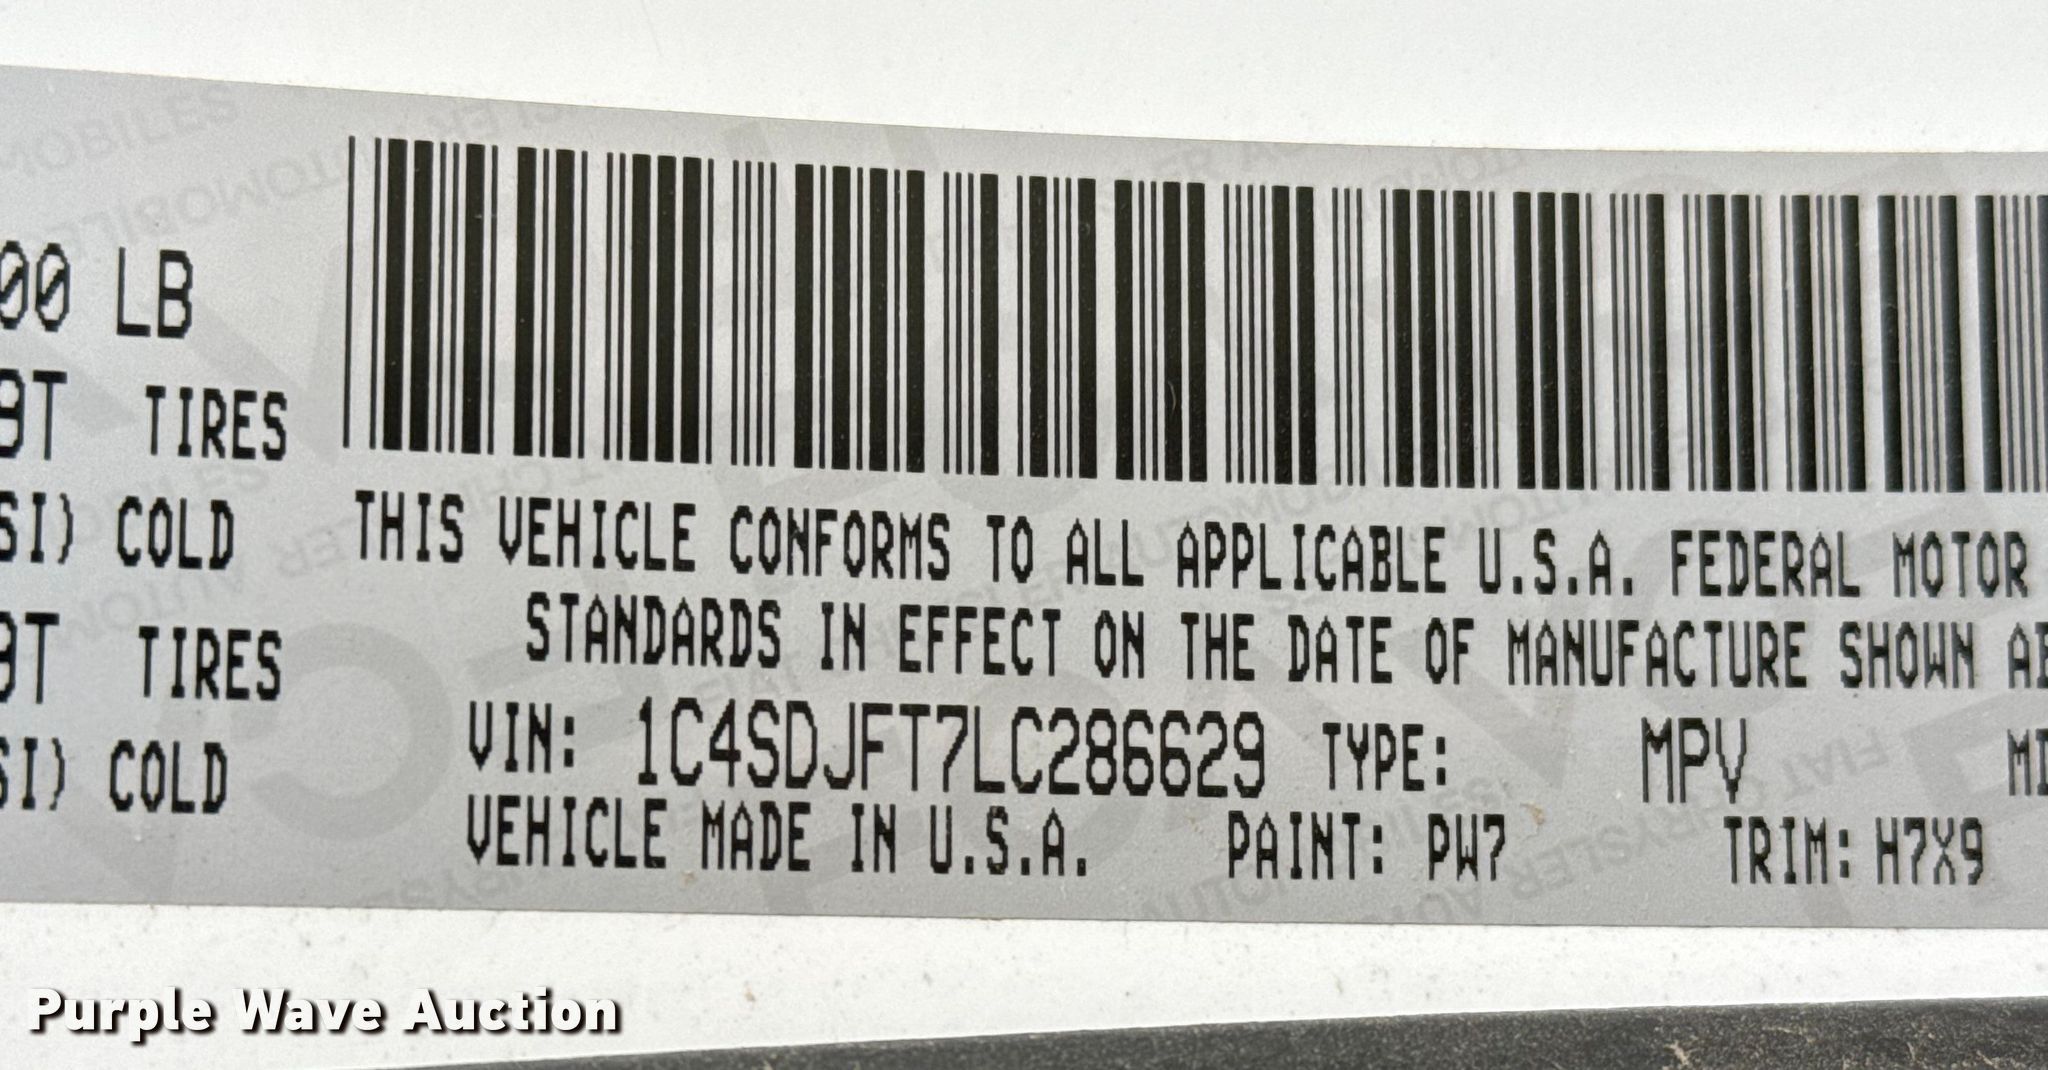 00 LB
9T TIRES
SI) COLD
9T TIRES
SI) COLD
THIS VEHICLE CONFORMS TO ALL APPLICABLE U.S.A. FEDERAL MOTOR
STANDARDS IN EFFECT ON THE DATE OF MANUFACTURE SHOWN AB
VIN: 1C4SDJFT7LC286629 TYPE: MPV MD
VEHICLE MADE IN U.S.A. PAINT: PW7 TRIM: H7X9
Purple Wave Auction